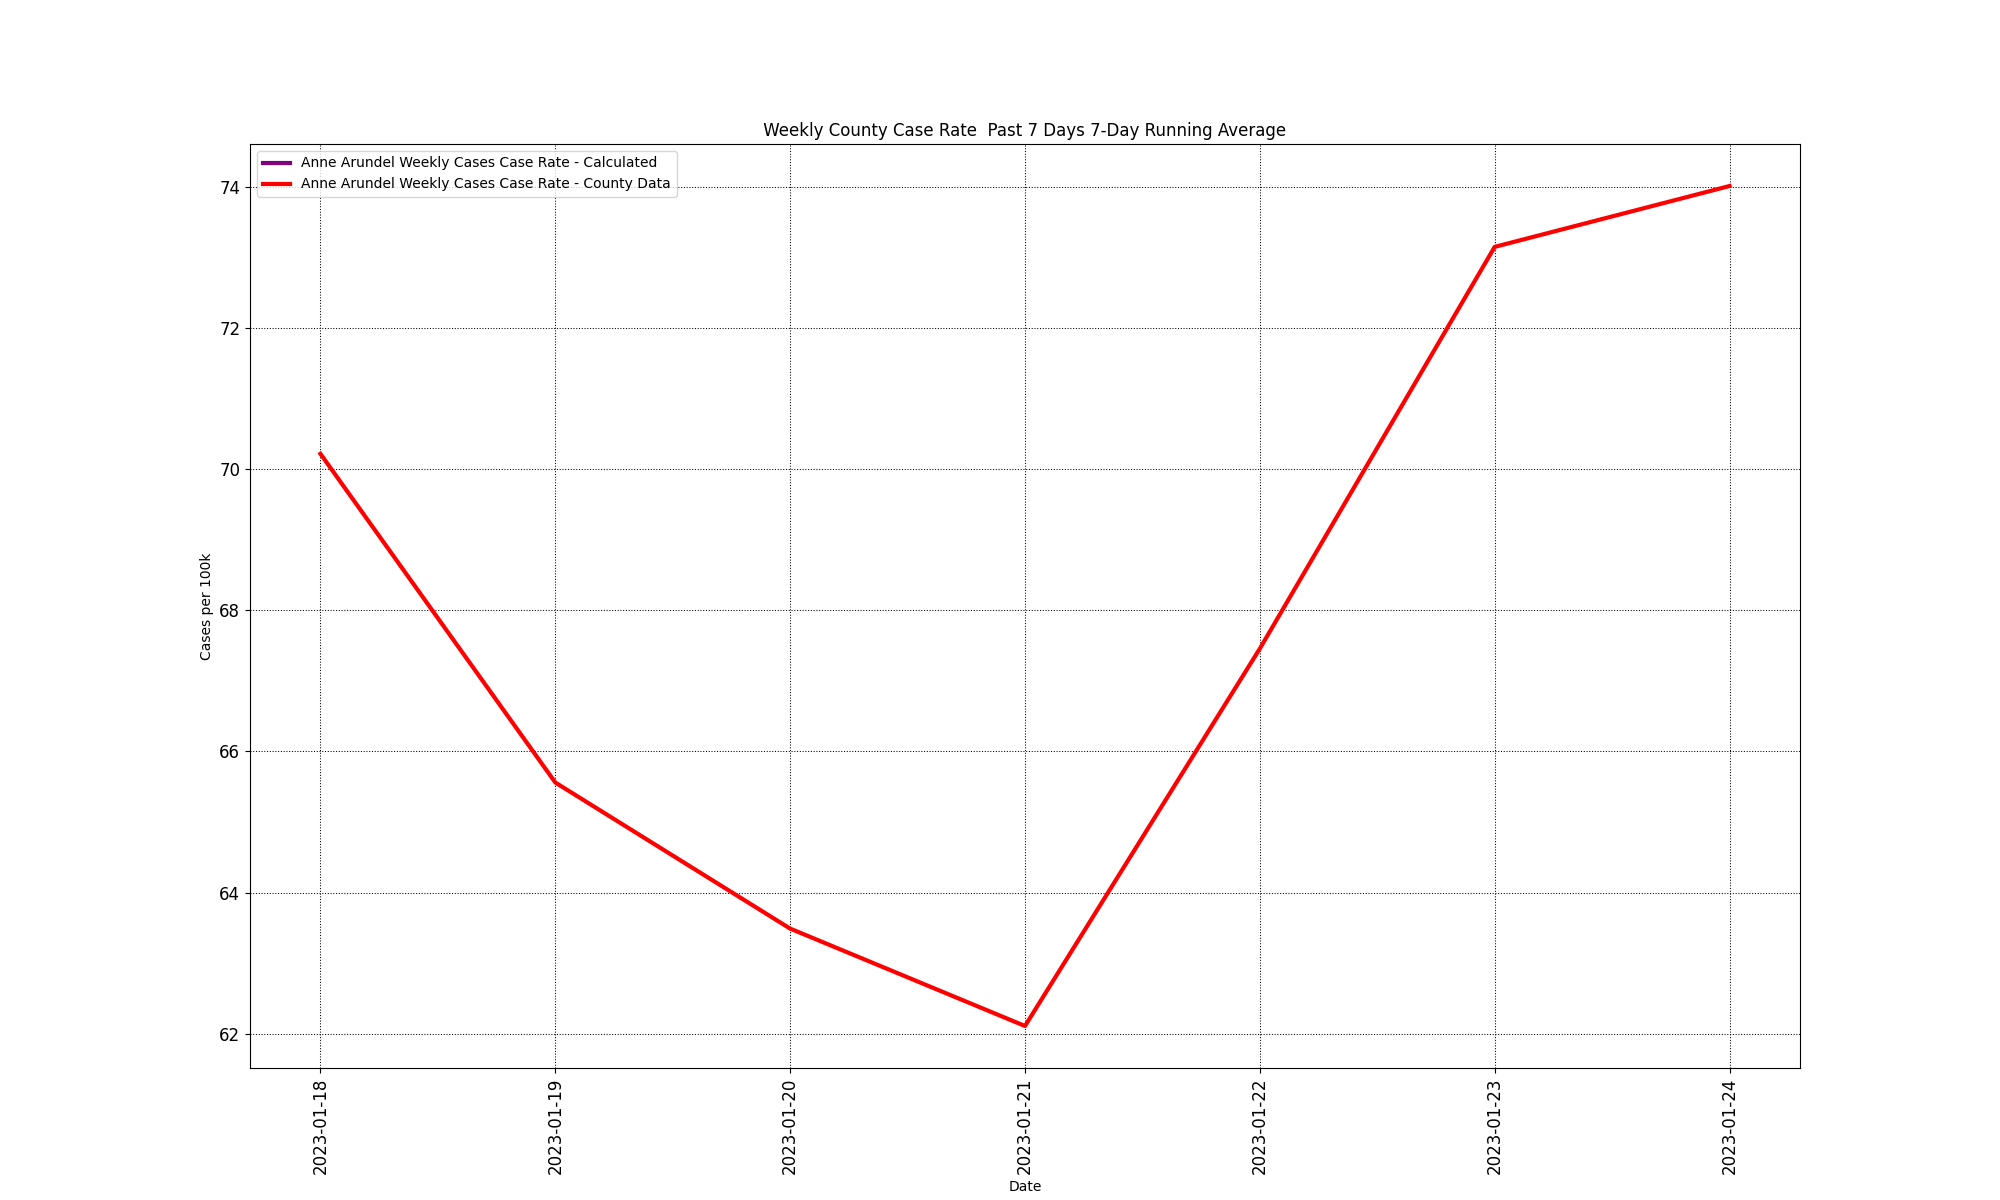 Weekly County Case Rate  Past 7 Days 7-Day Running Average
Anne Arundel Weekly Cases Case Rate - Calculated
Anne Arundel Weekly Cases Case Rate - County Data
74
72
70
68
66
64
62
Cases per 100k
2023-01-18
2023-01-19
2023-01-20
2023-01-21
2023-01-22
2023-01-23
2023-01-24
Date